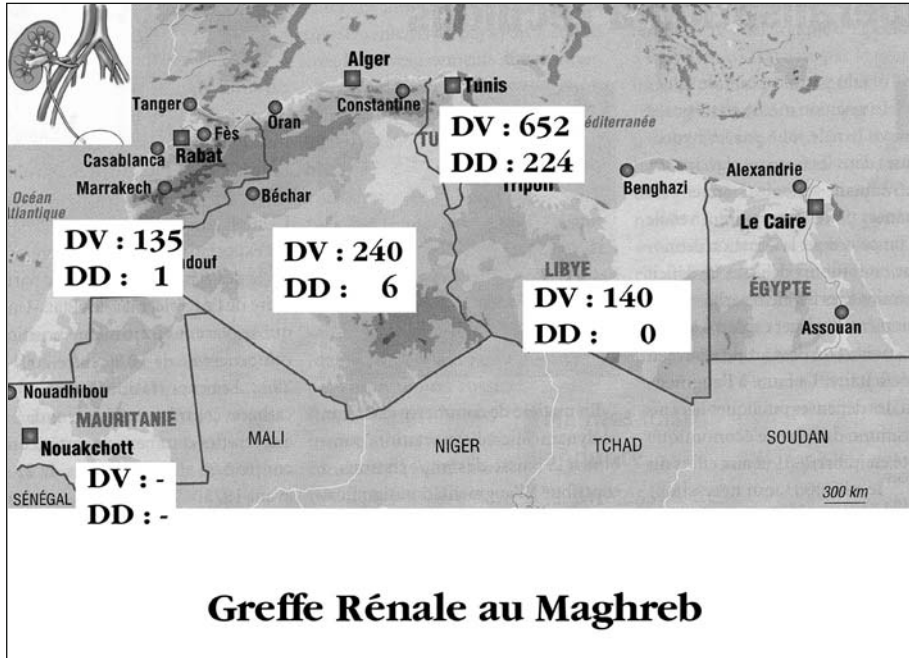 Alger
Tunis
Constantine
Tanger
Oran
Fès
Rabat
Casablanca
Marrakech
Béchar
Océan
Atlantique
DV : 652
DD : 224
éditerranée
Benghazi
Alexandrie
Le Caire
DV : 135
DD : 1
DV : 240
DD : 6
LIBYE
DV : 140
DD : 0
ÉGYPTE
Assouan
Nouadhibou
MAURITANIE
Nouakchott
MALI
NIGER
TCHAD
SOUDAN
SÉNÉGAL
DV : -
DD : -
300 km
Greffe Rénale au Maghreb